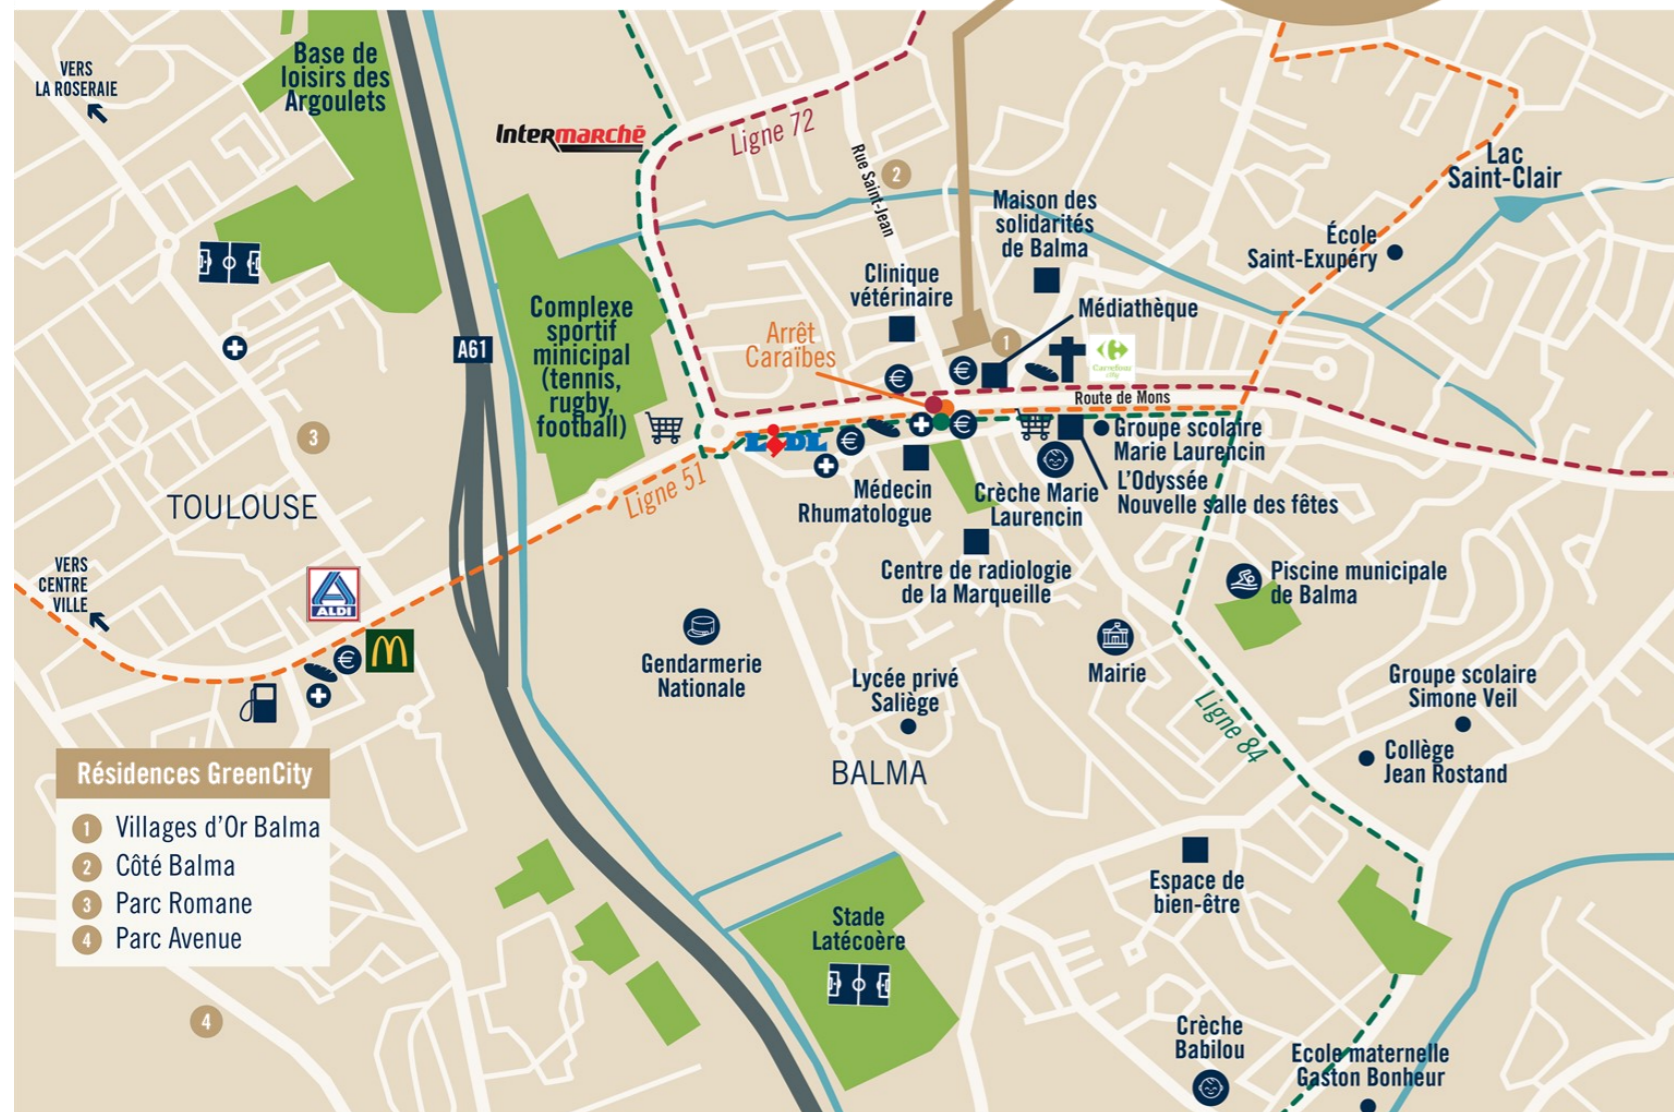 VERS
LA ROSERAIE
Base de
loisirs des
Argoulets
Intermarché
Ligne 72
Rue Saint-Jean
2
Lac
Saint-Clair
Maison des
solidarités
de Balma
École
Saint-Exupéry
Clinique
vétérinaire
Complexe
sportif
minicipal
(tennis,
rugby,
football)
A61
Arrêt
Caraïbes
1
Médiathèque
Carrefour
city
€
€
Route de Mons
3
LIDL
€
€
Groupe scolaire
Marie Laurencin
L'Odyssée
Nouvelle salle des fêtes
Ligne 51
Médecin
Rhumatologue
Crèche Marie
Laurencin
TOULOUSE
VERS
CENTRE
VILLE
ALDI
Centre de radiologie
de la Marqueille
Piscine municipale
de Balma
€
M
Gendarmerie
Nationale
Lycée privé
Saliège
Mairie
Groupe scolaire
Simone Veil
Ligne 84
Collège
Jean Rostand
BALMA
Résidences GreenCity
1 Villages d'Or Balma
2 Côté Balma
3 Parc Romane
4 Parc Avenue
Espace de
bien-être
Stade
Latécoère
4
Crèche
Babilou
Ecole maternelle
Gaston Bonheur